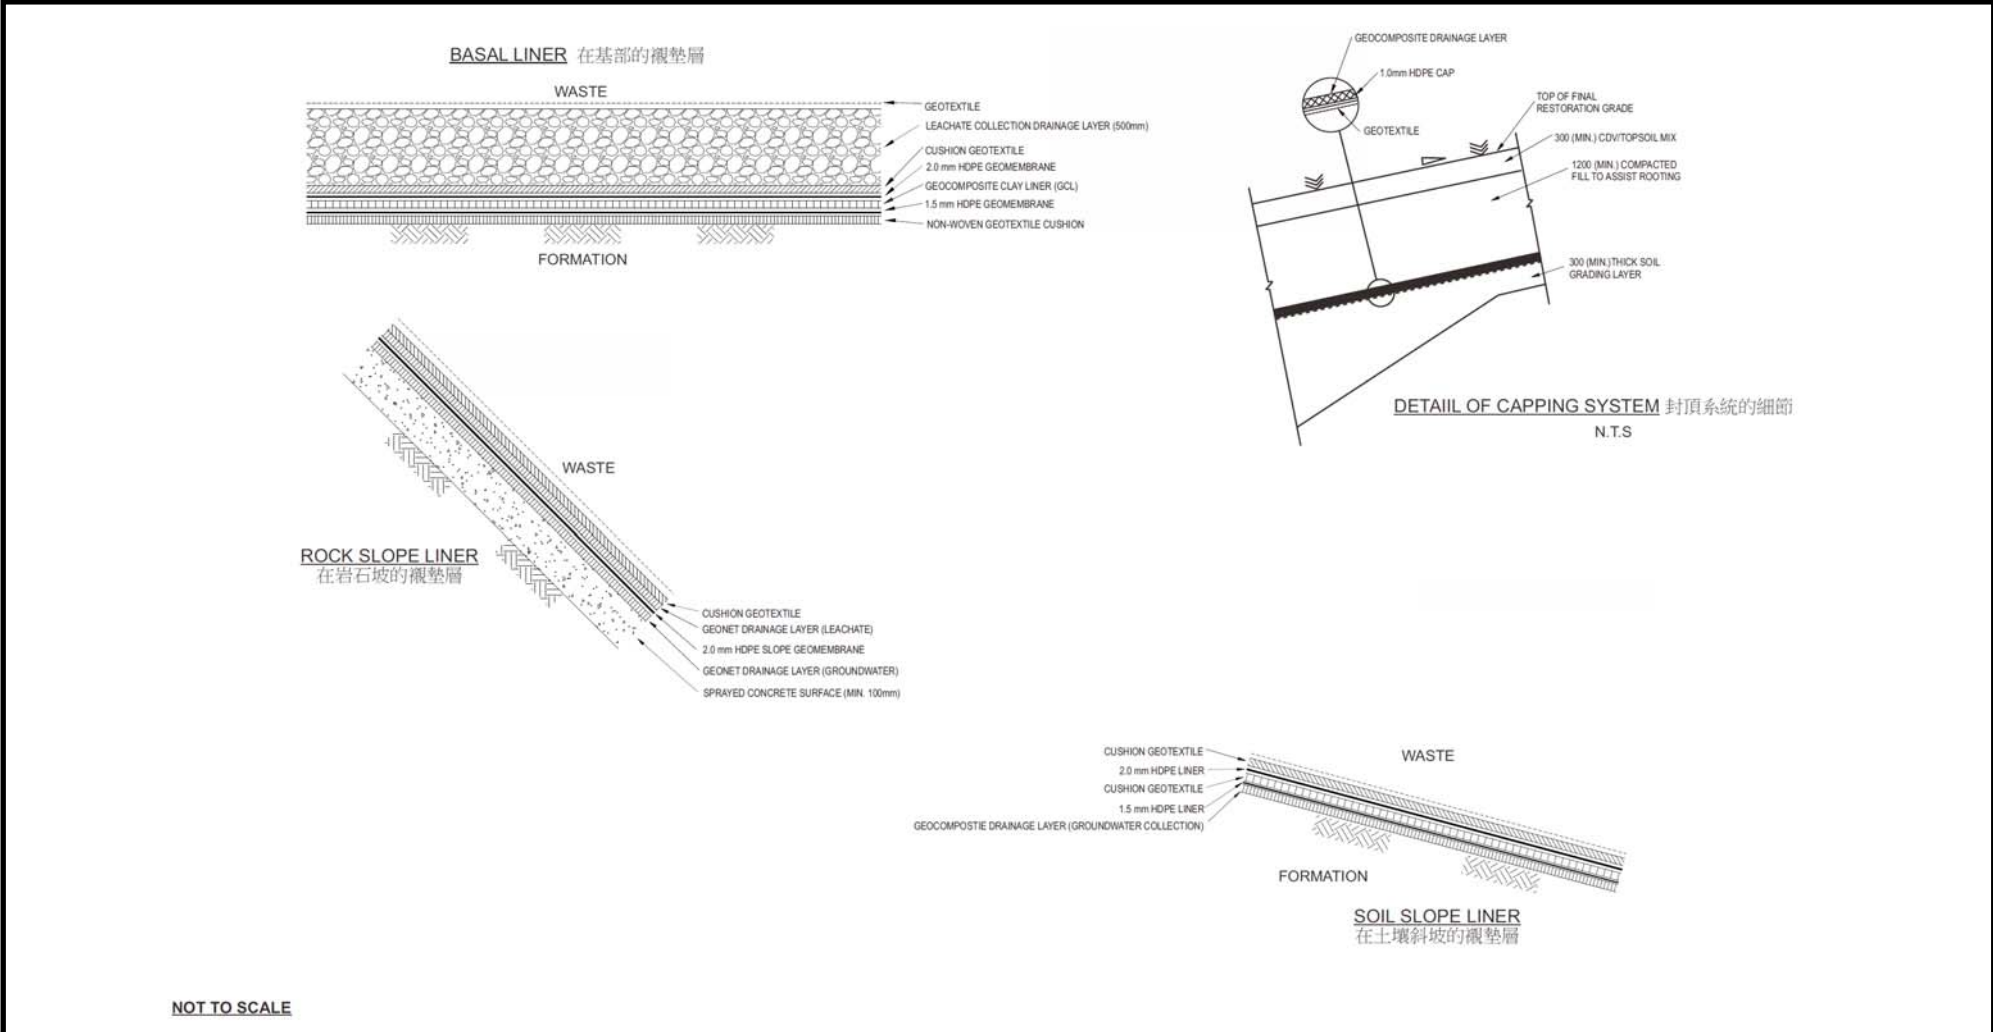 BASAL LINER 在基部的襯墊層
WASTE
GEOTEXTILE
LEACHATE COLLECTION DRAINAGE LAYER (500mm)
CUSHION GEOTEXTILE
2.0 mm HDPE GEOMEMBRANE
GEOCOMPOSITE CLAY LINER (GCL)
1.5 mm HDPE GEOMEMBRANE
NON-WOVEN GEOTEXTILE CUSHION
FORMATION
GEOCOMPOSITE DRAINAGE LAYER
1.0mm HDPE CAP
GEOTEXTILE
TOP OF FINAL
RESTORATION GRADE
300 (MIN.) CDV/TOPSOIL MIX
1200 (MIN.) COMPACTED
FILL TO ASSIST ROOTING
300 (MIN.)THICK SOIL
GRADING LAYER
DETAIIL OF CAPPING SYSTEM 封頂系統的細節
N.T.S
WASTE
ROCK SLOPE LINER
在岩石坡的襯墊層
CUSHION GEOTEXTILE
GEONET DRAINAGE LAYER (LEACHATE)
2.0 mm HDPE SLOPE GEOMEMBRANE
GEONET DRAINAGE LAYER (GROUNDWATER)
SPRAYED CONCRETE SURFACE (MIN. 100mm)
CUSHION GEOTEXTILE
2.0 mm HDPE LINER
CUSHION GEOTEXTILE
1.5 mm HDPE LINER
GEOCOMPOSTIE DRAINAGE LAYER (GROUNDWATER COLLECTION)
WASTE
FORMATION
SOIL SLOPE LINER
在土壤斜坡的襯墊層
NOT TO SCALE